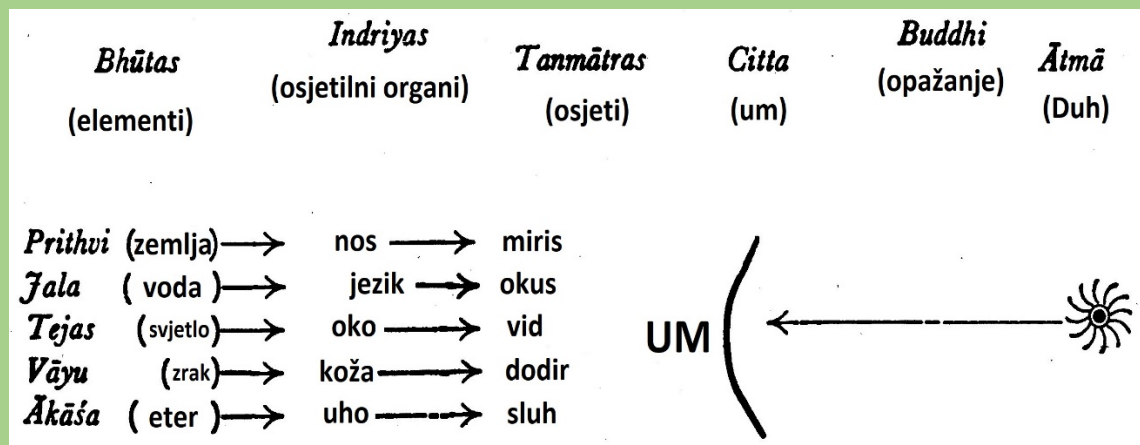 Bhūtas Indriyas Tanmātras Citta Buddhi Ātmā
(elementi) (osjetilni organi) (osjeti) (um) (opažanje) (Duh)
Prithvi (zemlja) nos miris
Jala ( voda ) jezik okus
Tejas (svjetlo) oko vid
UM
Vāyu (zrak) koža dodir
Ākāśa ( eter ) uho sluh